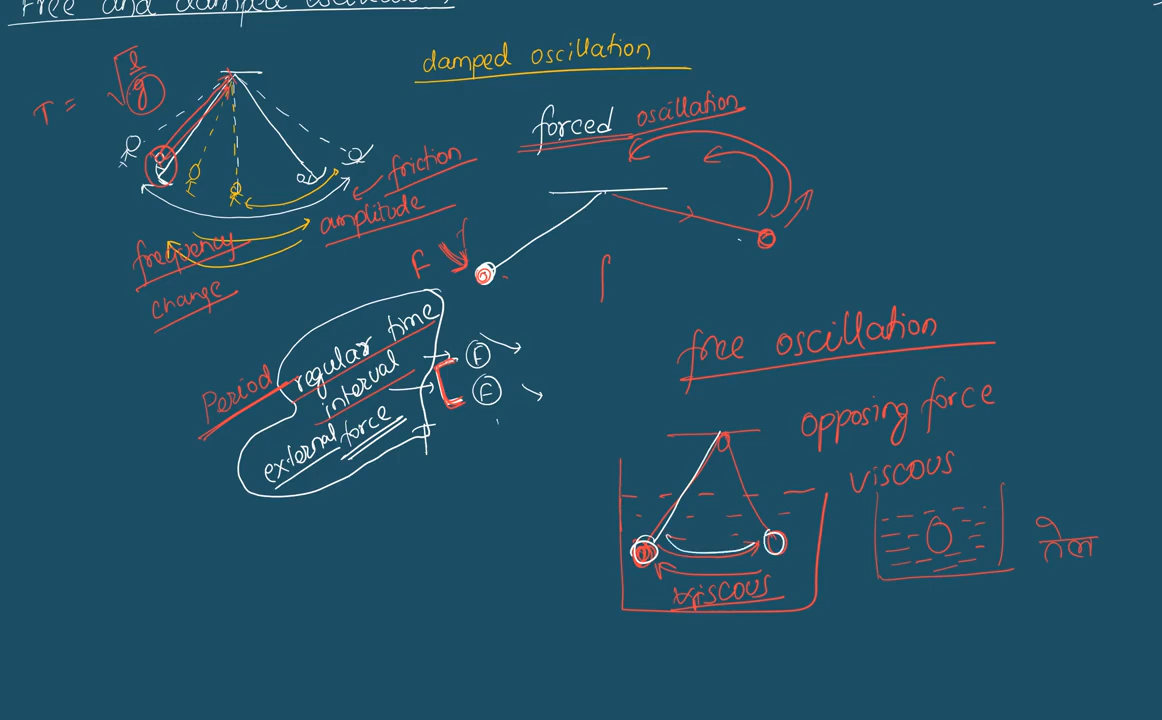 Free and damped oscillation
damped oscillation
T = √l/g
forced oscillation
friction
amplitude
frequency
change
F
Period
regular time
interval
external force
F
F
free oscillation
opposing force
viscous
viscous